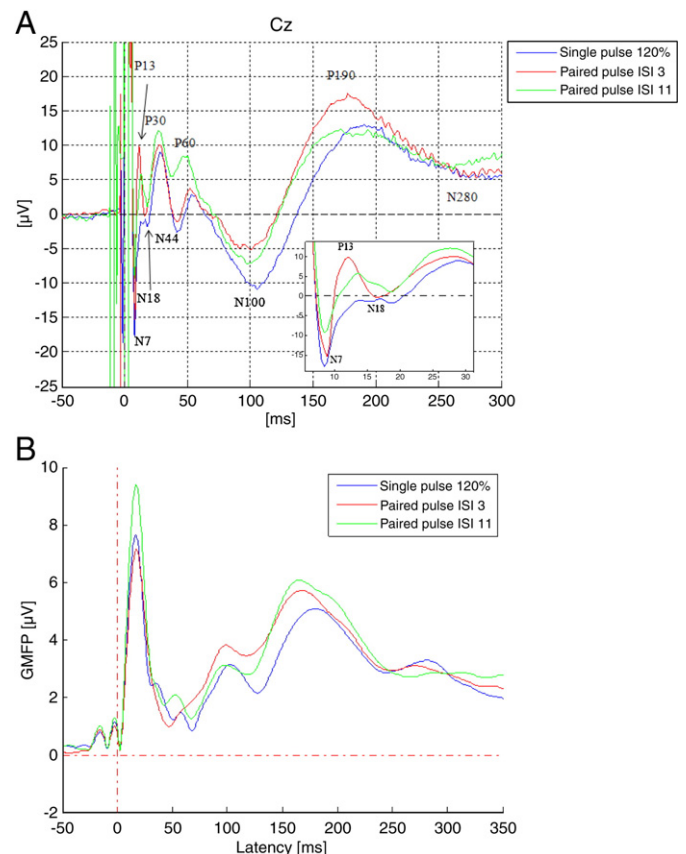 A
Cz
Single pulse 120%
Paired pulse ISI 3
Paired pulse ISI 11
25
20
15
10
5
0
-5
-10
-15
-20
25
[µV]
P13
P30
P60
P190
N44
N18
N7
N100
N280
10
5
0
-5
-10
-15
P13
N18
N7
10 15 20 25 30
-50 0 50 100 150 200 250 300
[ms]
B
Single pulse 120%
Paired pulse ISI 3
Paired pulse ISI 11
10
8
6
4
2
0
-2
GMFP [µV]
-50 0 50 100 150 200 250 300 350
Latency [ms]